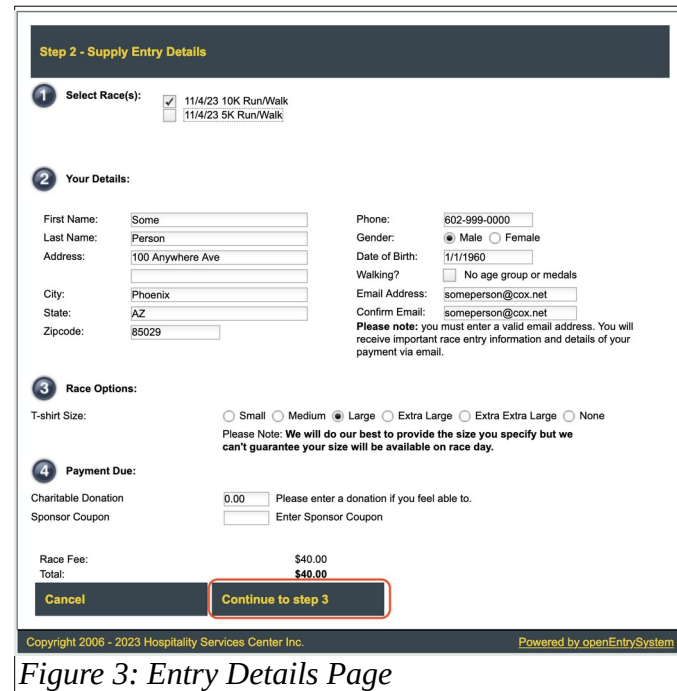 Step 2 - Supply Entry Details
1 Select Race(s): 11/4/23 10K Run/Walk
11/4/23 5K Run/Walk
2 Your Details:
First Name: Some Phone: 602-999-0000
Last Name: Person Gender: Male Female
Address: 100 Anywhere Ave Date of Birth: 1/1/1960
Walking? No age group or medals
City: Phoenix Email Address: someperson@cox.net
State: AZ Confirm Email: someperson@cox.net
Zipcode: 85029 Please note: you must enter a valid email address. You will
receive important race entry information and details of your
payment via email.
3 Race Options:
T-shirt Size: Small Medium Large Extra Large Extra Extra Large None
Please Note: We will do our best to provide the size you specify but we
can't guarantee your size will be available on race day.
4 Payment Due:
Charitable Donation 0.00 Please enter a donation if you feel able to.
Sponsor Coupon Enter Sponsor Coupon
Race Fee: $40.00
Total: $40.00
Cancel Continue to step 3
Copyright 2006 - 2023 Hospitality Services Center Inc. Powered by openEntrySystem
Figure 3: Entry Details Page